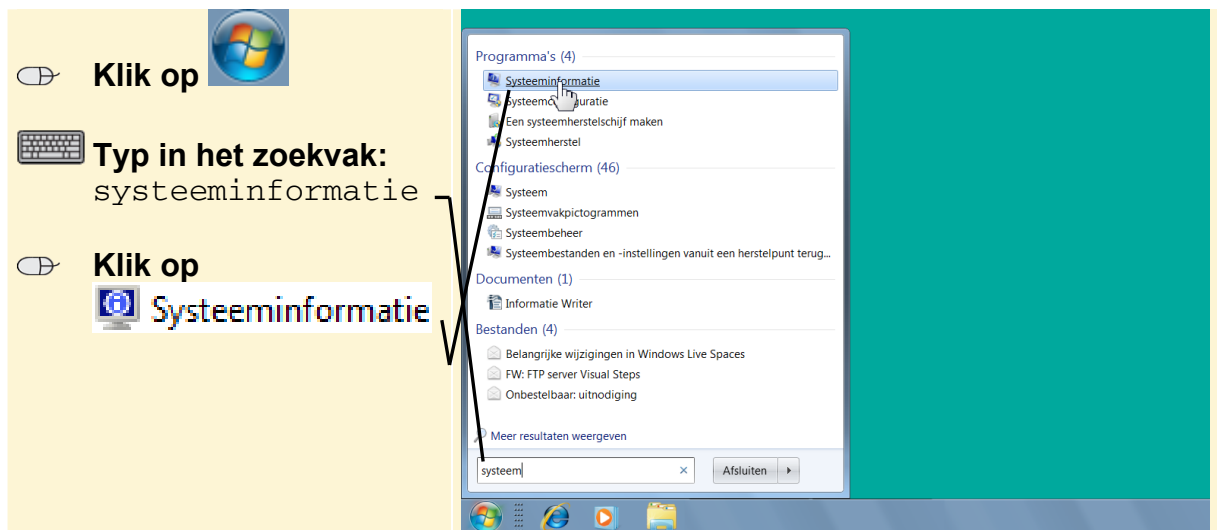 Klik op
Typ in het zoekvak:
systeeminformatie
Klik op
Systeeminformatie
Programma's (4)
Systeeminformatie
Een systeemherstelschijf maken
Systeemherstel
Configuratiescherm (46)
Systeem
Systeemvakpictogrammen
Systeembeheer
Systeembestanden en -instellingen vanuit een herstelpunt terug...
Documenten (1)
Informatie Writer
Bestanden (4)
Belangrijke wijzigingen in Windows Live Spaces
FW: FTP server Visual Steps
Onbestelbaar: uitnodiging
Meer resultaten weergeven
systeem
Afsluiten